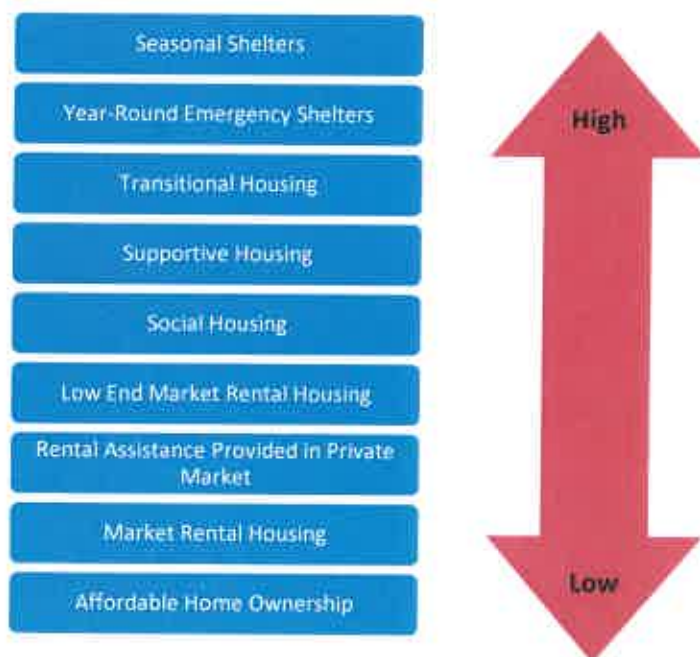 Seasonal Shelters
Year-Round Emergency Shelters
High
Transitional Housing
Supportive Housing
Social Housing
Low End Market Rental Housing
Rental Assistance Provided in Private
Market
Market Rental Housing
Low
Affordable Home Ownership